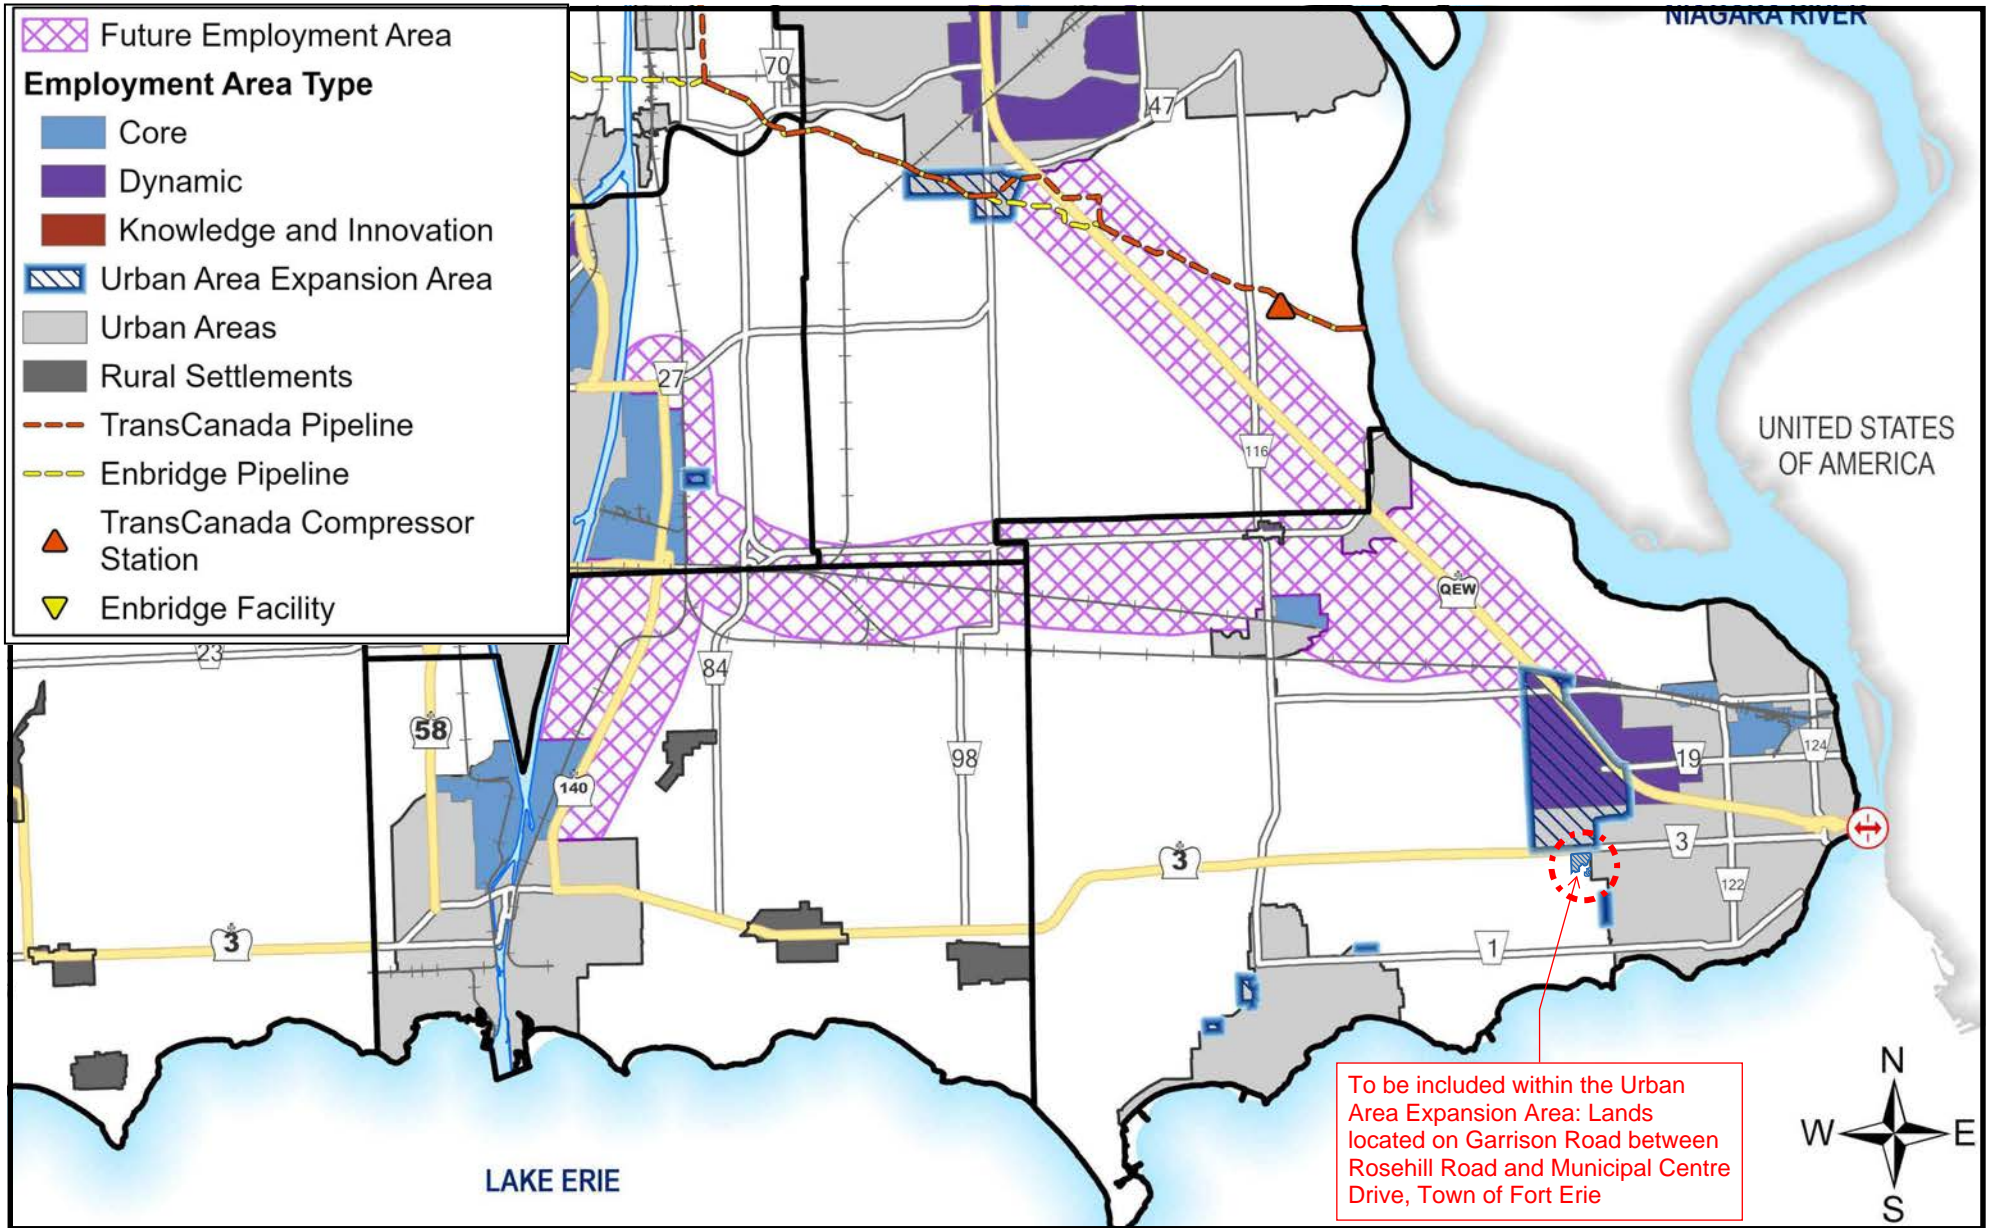 Future Employment Area
Employment Area Type
Core
Dynamic
Knowledge and Innovation
Urban Area Expansion Area
Urban Areas
Rural Settlements
TransCanada Pipeline
Enbridge Pipeline
TransCanada Compressor
Station
Enbridge Facility
NIAGARA RIVER
70
47
27
116
UNITED STATES
OF AMERICA
QEW
23
84
58
98
140
19
124
3
3
122
3
1
To be included within the Urban
Area Expansion Area: Lands
located on Garrison Road between
Rosehill Road and Municipal Centre
Drive, Town of Fort Erie
LAKE ERIE
N
W
E
S